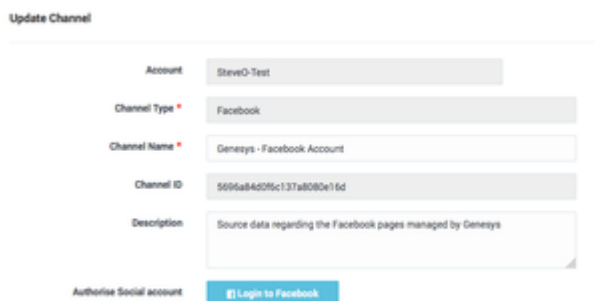 Update Channel
Account SteveO-Test
Channel Type * Facebook
Channel Name * Genesys - Facebook Account
Channel ID 5696a84d0f6c137a8080e16d
Description Source data regarding the Facebook pages managed by Genesys
Authorise Social account Login to Facebook